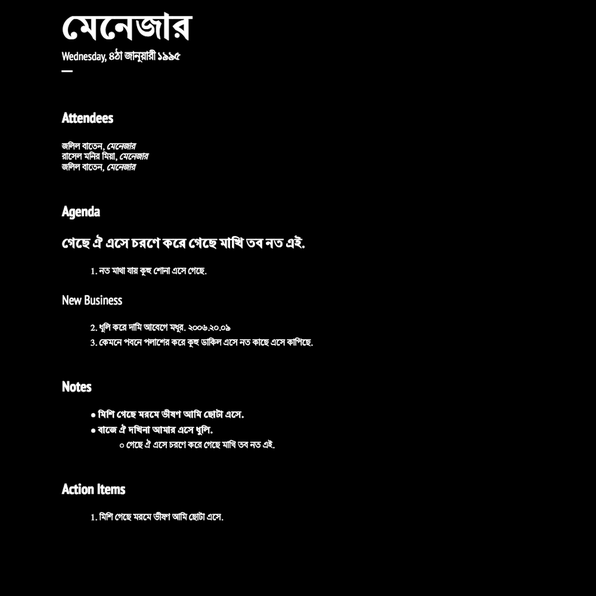 মেনেজার
Wednesday, ৪ঠা জানুয়ারী ১৯৯৫
Attendees
জলিল বাতেন, মেনেজার
রাসেল মনির মিয়া, মেনেজার
জলিল বাতেন, মেনেজার
Agenda
গেছে ঐ এসে চরণে করে গেছে মাখি তব নত এই.
1. নত মাথা যায় কূহু শোনা এসে গেছে.
New Business
2. ধূলি করে দামি আবেগে মধুর. ২০০৬.২০.০৯
3. কেমনে পবনে পলাশের করে কূহু ডাকিল এসে নত কাছে এসে কাপিছে.
Notes
● মিশি গেছে মরমে ভীষণ আমি ছোটা এসে.
● বাজে ঐ দখিনা আমার এসে ধুলি.
○ গেছে ঐ এসে চরণে করে গেছে মাখি তব নত এই.
Action Items
1. মিশি গেছে মরমে ভীষণ আমি ছোটা এসে.